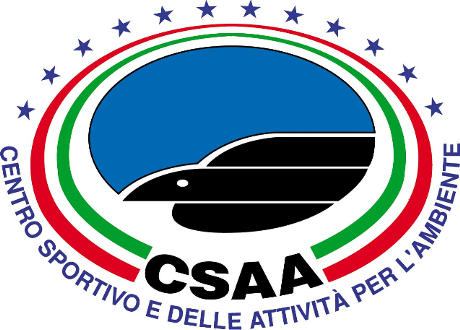 CSAA
CENTRO SPORTIVO E DELLE ATTIVITÀ PER L'AMBIENTE